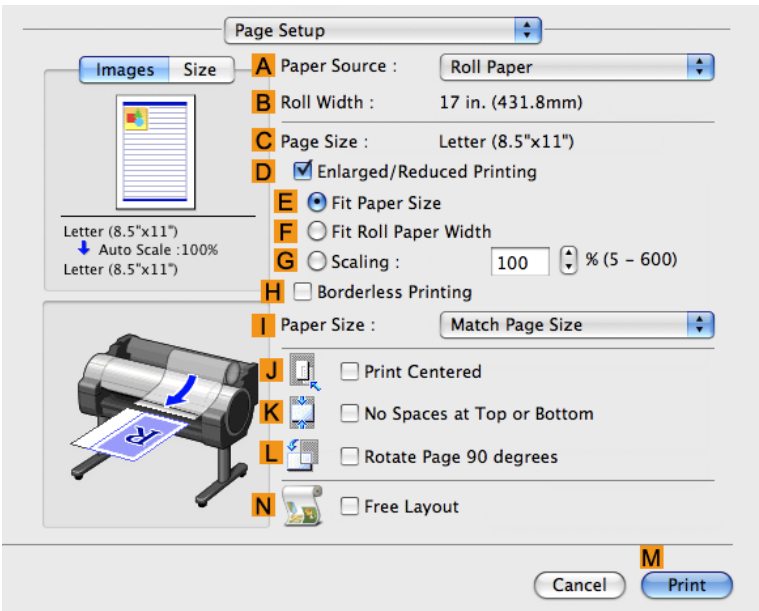 Page Setup
Images Size
A Paper Source : Roll Paper
B Roll Width : 17 in. (431.8mm)
C Page Size : Letter (8.5"x11")
D Enlarged/Reduced Printing
E Fit Paper Size
F Fit Roll Paper Width
G Scaling : 100 % (5 – 600)
Letter (8.5"x11")
Auto Scale :100%
Letter (8.5"x11")
H Borderless Printing
I Paper Size : Match Page Size
J Print Centered
K No Spaces at Top or Bottom
L Rotate Page 90 degrees
R
N Free Layout
M
Cancel Print